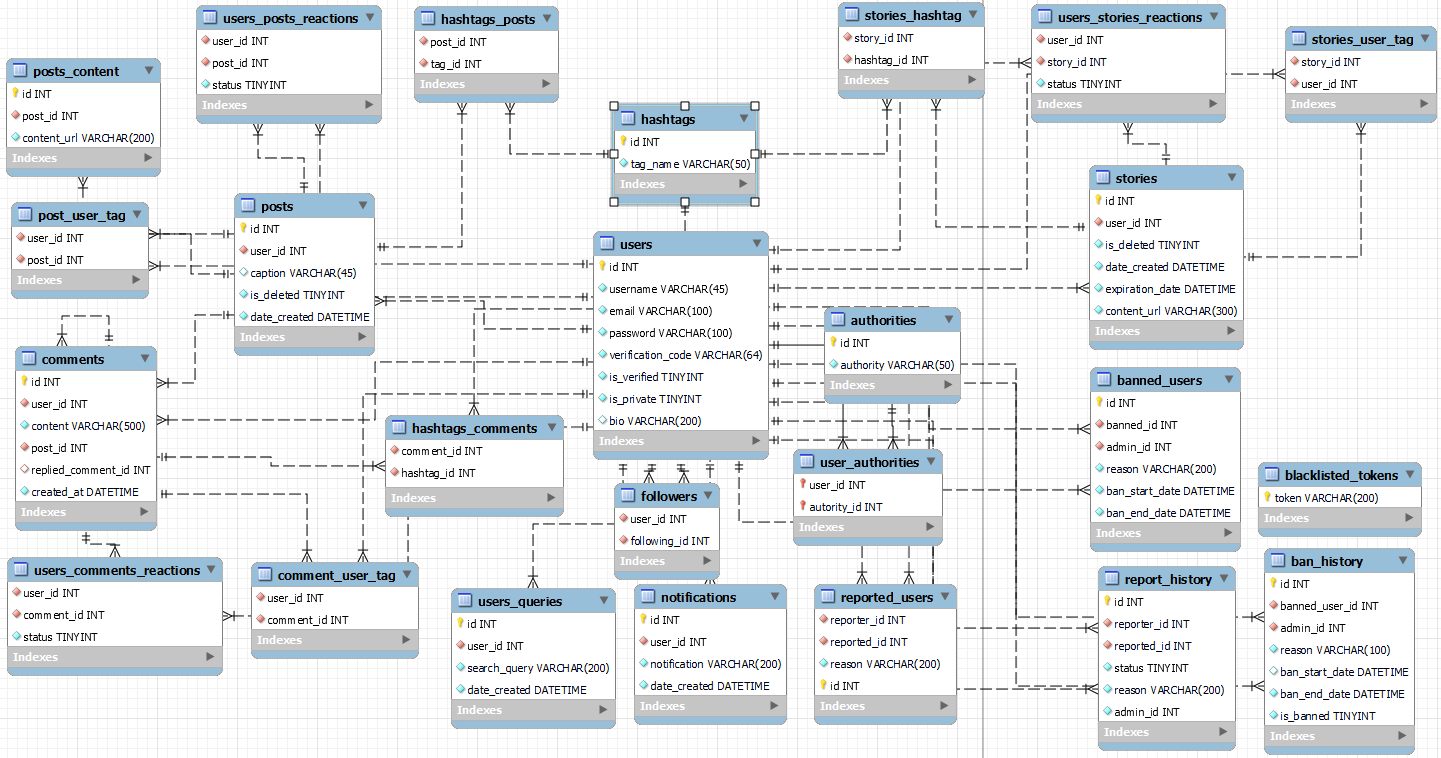 users_posts_reactions
user_id INT
post_id INT
status TINYINT
Indexes
hashtags_posts
post_id INT
tag_id INT
Indexes
stories_hashtag
story_id INT
hashtag_id INT
Indexes
users_stories_reactions
user_id INT
story_id INT
status TINYINT
Indexes
stories_user_tag
story_id INT
user_id INT
Indexes
posts_content
id INT
post_id INT
content_url VARCHAR(200)
Indexes
hashtags
id INT
tag_name VARCHAR(50)
Indexes
post_user_tag
user_id INT
post_id INT
Indexes
posts
id INT
user_id INT
caption VARCHAR(45)
is_deleted TINYINT
date_created DATETIME
Indexes
users
id INT
username VARCHAR(45)
email VARCHAR(100)
password VARCHAR(100)
verification_code VARCHAR(64)
is_verified TINYINT
is_private TINYINT
bio VARCHAR(200)
Indexes
stories
id INT
user_id INT
is_deleted TINYINT
date_created DATETIME
expiration_date DATETIME
content_url VARCHAR(300)
Indexes
authorities
id INT
authority VARCHAR(50)
Indexes
comments
id INT
user_id INT
content VARCHAR(500)
post_id INT
replied_comment_id INT
created_at DATETIME
Indexes
hashtags_comments
comment_id INT
hashtag_id INT
Indexes
banned_users
id INT
banned_id INT
admin_id INT
reason VARCHAR(200)
ban_start_date DATETIME
ban_end_date DATETIME
Indexes
user_authorities
user_id INT
autority_id INT
Indexes
blacklisted_tokens
token VARCHAR(200)
Indexes
followers
user_id INT
following_id INT
Indexes
users_comments_reactions
user_id INT
comment_id INT
status TINYINT
Indexes
comment_user_tag
user_id INT
comment_id INT
Indexes
users_queries
id INT
user_id INT
search_query VARCHAR(200)
date_created DATETIME
Indexes
notifications
id INT
user_id INT
notification VARCHAR(200)
date_created DATETIME
Indexes
reported_users
reporter_id INT
reported_id INT
reason VARCHAR(200)
id INT
Indexes
report_history
id INT
reporter_id INT
reported_id INT
status TINYINT
reason VARCHAR(200)
admin_id INT
Indexes
ban_history
id INT
banned_user_id INT
admin_id INT
reason VARCHAR(100)
ban_start_date DATETIME
ban_end_date DATETIME
is_banned TINYINT
Indexes